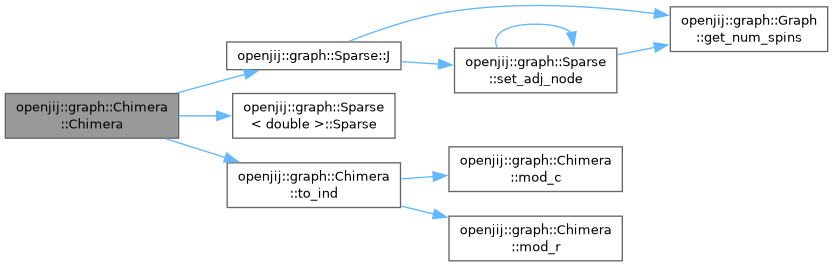 openjij::graph::Chimera
::Chimera
openjij::graph::Sparse::J
openjij::graph::Sparse
< double >::Sparse
openjij::graph::Chimera
::to_ind
openjij::graph::Sparse
::set_adj_node
openjij::graph::Graph
::get_num_spins
openjij::graph::Chimera
::mod_c
openjij::graph::Chimera
::mod_r